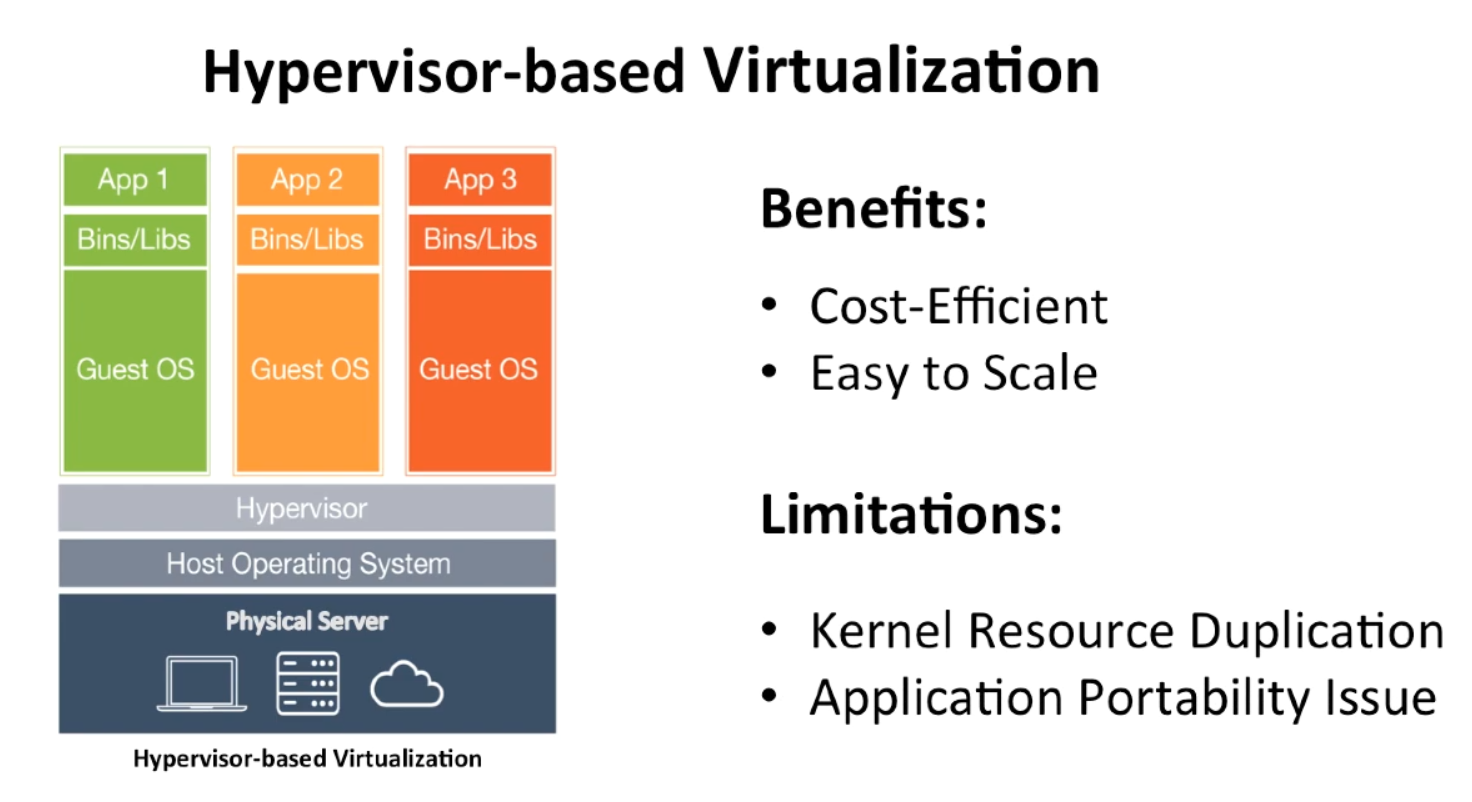 Hypervisor-based Virtualization
App 1
Bins/Libs
Guest OS
App 2
Bins/Libs
Guest OS
App 3
Bins/Libs
Guest OS
Hypervisor
Host Operating System
Physical Server
Hypervisor-based Virtualization
Benefits:
• Cost-Efficient
• Easy to Scale
Limitations:
• Kernel Resource Duplication
• Application Portability Issue